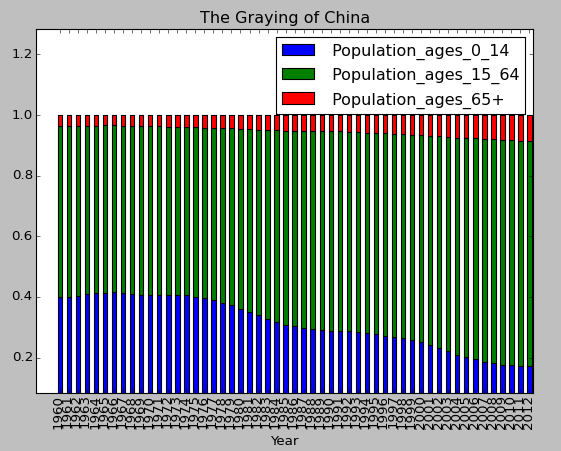 The Graying of China
Population_ages_0_14
Population_ages_15_64
Population_ages_65+
1.2
1.0
0.8
0.6
0.4
0.2
1960 1961 1962 1963 1964 1965 1966 1967 1968 1969 1970 1971 1972 1973 1974 1975 1976 1977 1978 1979 1980 1981 1982 1983 1984 1985 1986 1987 1988 1989 1990 1991 1992 1993 1994 1995 1996 1997 1998 1999 2000 2001 2002 2003 2004 2005 2006 2007 2008 2009 2010 2011 2012
Year